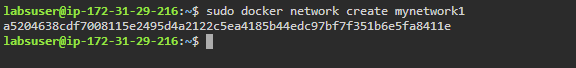 labsuser@ip-172-31-29-216:~$ sudo docker network create mynetwork1
a5204638cdf7008115e2495d4a2122c5ea4185b44edc97bf7f351b6e5fa8411e
labsuser@ip-172-31-29-216:~$